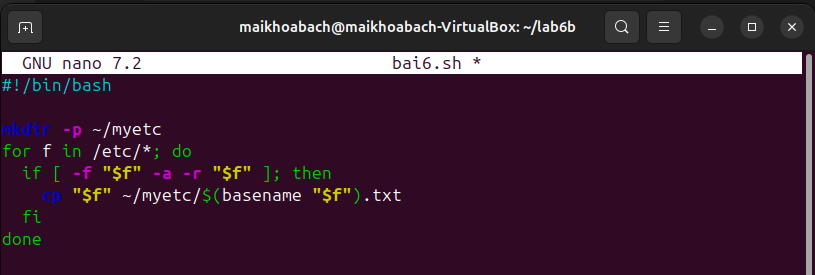 maikhoabach@maikhoabach-VirtualBox: ~/lab6b
GNU nano 7.2 bai6.sh *
#!/bin/bash
mkdir -p ~/myetc
for f in /etc/*; do
if [ -f "$f" -a -r "$f" ]; then
cp "$f" ~/myetc/$(basename "$f").txt
fi
done